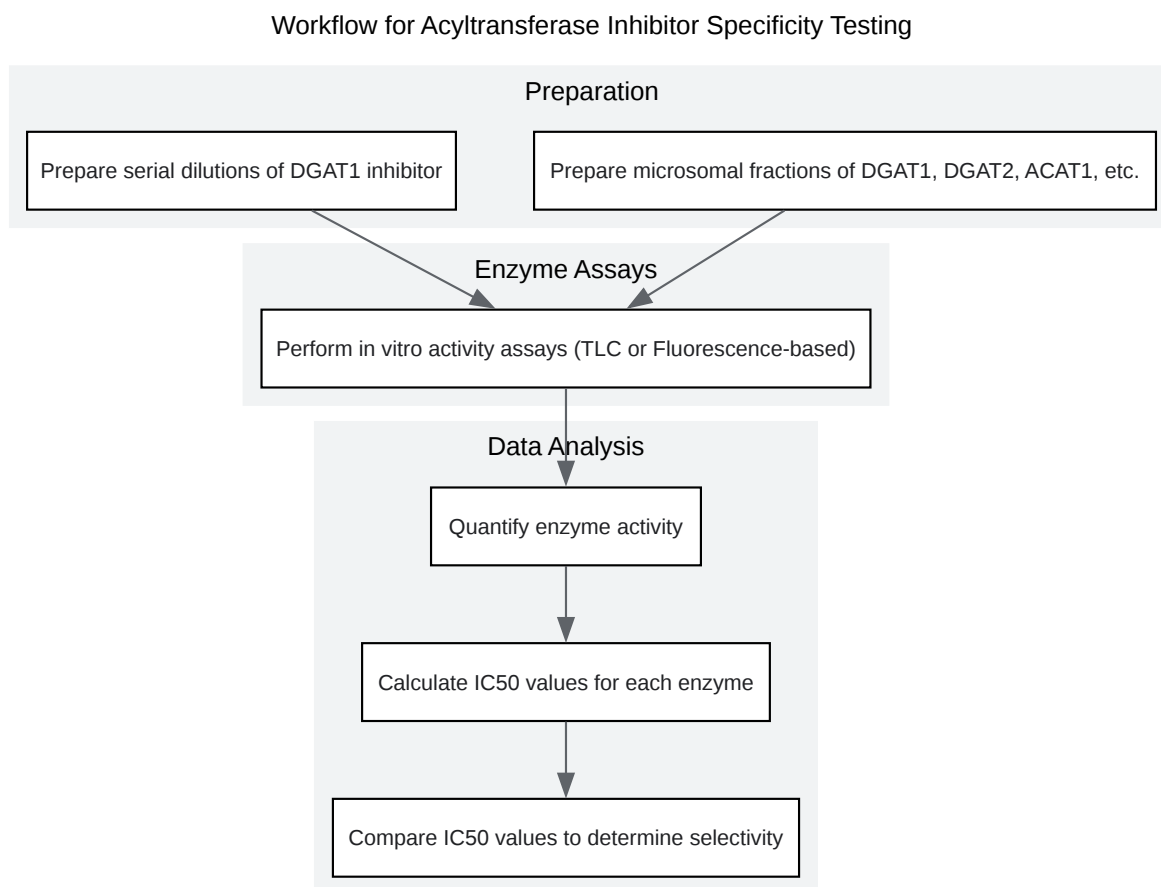 Workflow for Acyltransferase Inhibitor Specificity Testing
Preparation
Prepare serial dilutions of DGAT1 inhibitor
Prepare microsomal fractions of DGAT1, DGAT2, ACAT1, etc.
Enzyme Assays
Perform in vitro activity assays (TLC or Fluorescence-based)
Data Analysis
Quantify enzyme activity
Calculate IC50 values for each enzyme
Compare IC50 values to determine selectivity